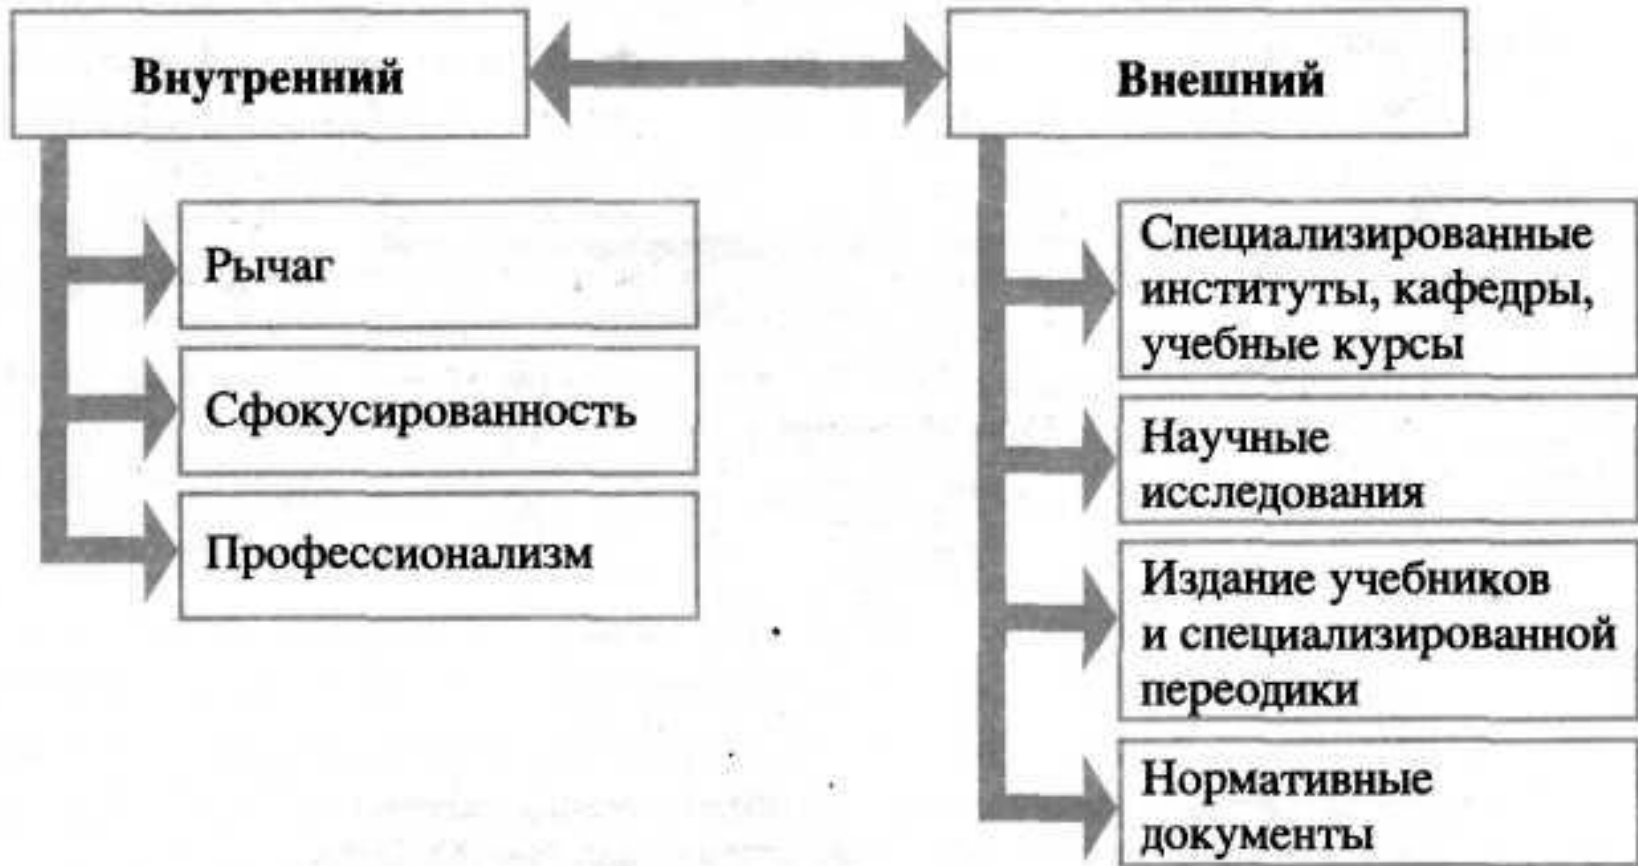 Внутренний
Рычаг
Сфокусированность
Профессионализм
Внешний
Специализированные
институты, кафедры,
учебные курсы
Научные
исследования
Издание учебников
и специализированной
переодики
Нормативные
документы